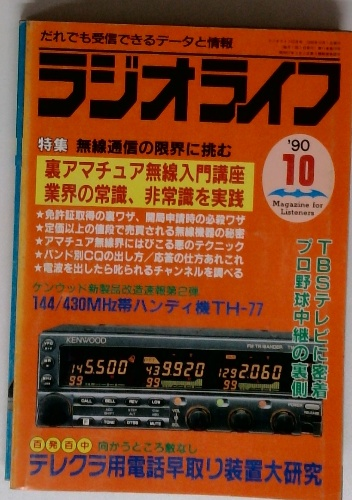 だれでも受信できるデータと情報
ラジオライフ
特集 無線通信の限界に挑む
裏アマチュア無線入門講座
業界の常識、非常識を実践
★免許証取得の裏ワザ、開局申請時の必殺ワザ
★定価以上の値段で売買される無線機器の秘密
★アマチュア無線界にはびこる悪のテクニック
★バンド別CQの出し方/応答の仕方あれこれ
★電波を出したら叱られるチャンネルを調べる
'90
10
Magazine for
Listeners
TBSテレビに密着
プロ野球中継の裏側
ケンウッド新製品改造速報第2弾
144/430MHz帯ハンディ機TH-77
KENWOOD
FM TRIBANDER
145.500
439.920
1292.060
99
99
99
CALL
SHIFT
TONE
百発百中 向かうところ敵なし
テレクラ用電話早取り装置大研究